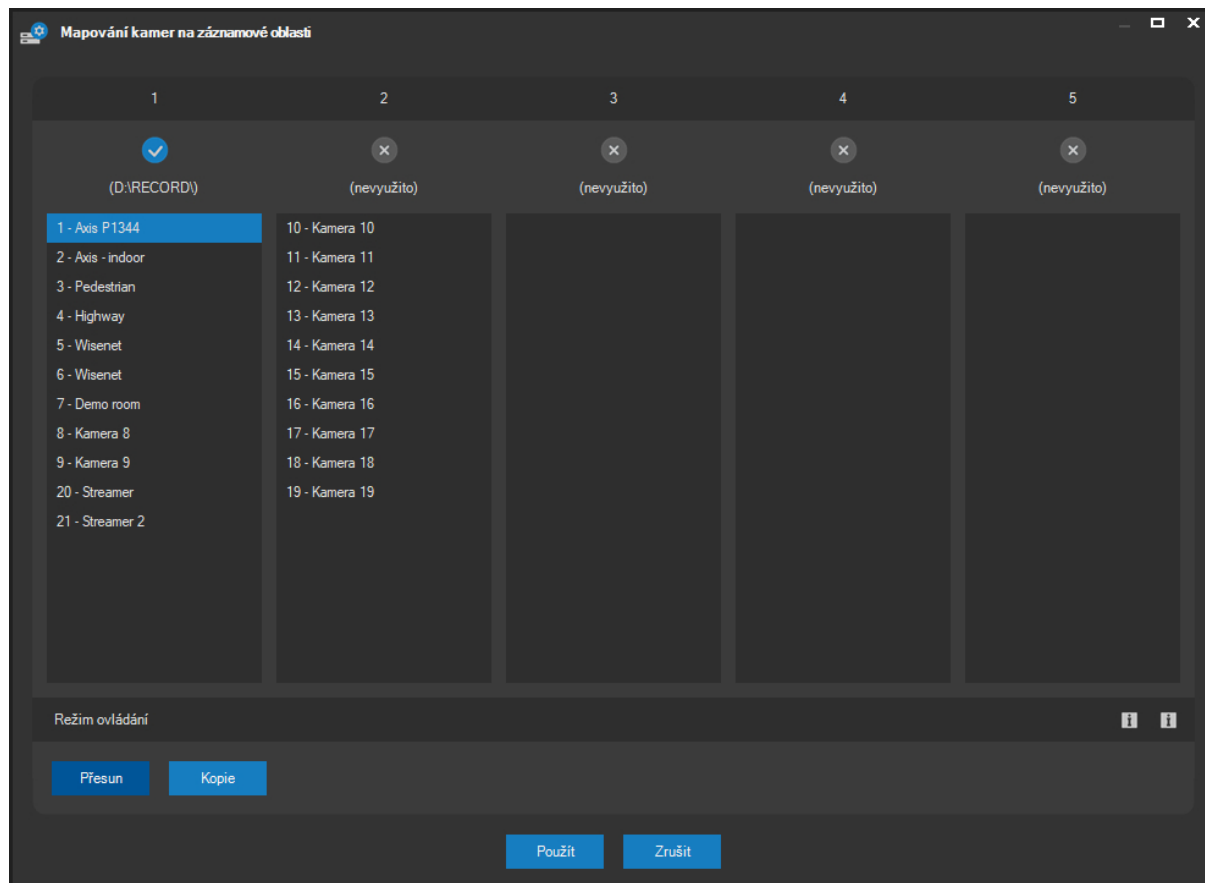 Mapování kamer na záznamové oblasti
1 2 3 4 5
(D:\RECORD\) (nevyužito) (nevyužito) (nevyužito) (nevyužito)
1 - Axis P1344 10 - Kamera 10
2 - Axis - indoor 11 - Kamera 11
3 - Pedestrian 12 - Kamera 12
4 - Highway 13 - Kamera 13
5 - Wisenet 14 - Kamera 14
6 - Wisenet 15 - Kamera 15
7 - Demo room 16 - Kamera 16
8 - Kamera 8 17 - Kamera 17
9 - Kamera 9 18 - Kamera 18
20 - Streamer 19 - Kamera 19
21 - Streamer 2
Režim ovládání
Přesun Kopie
Použít Zrušit